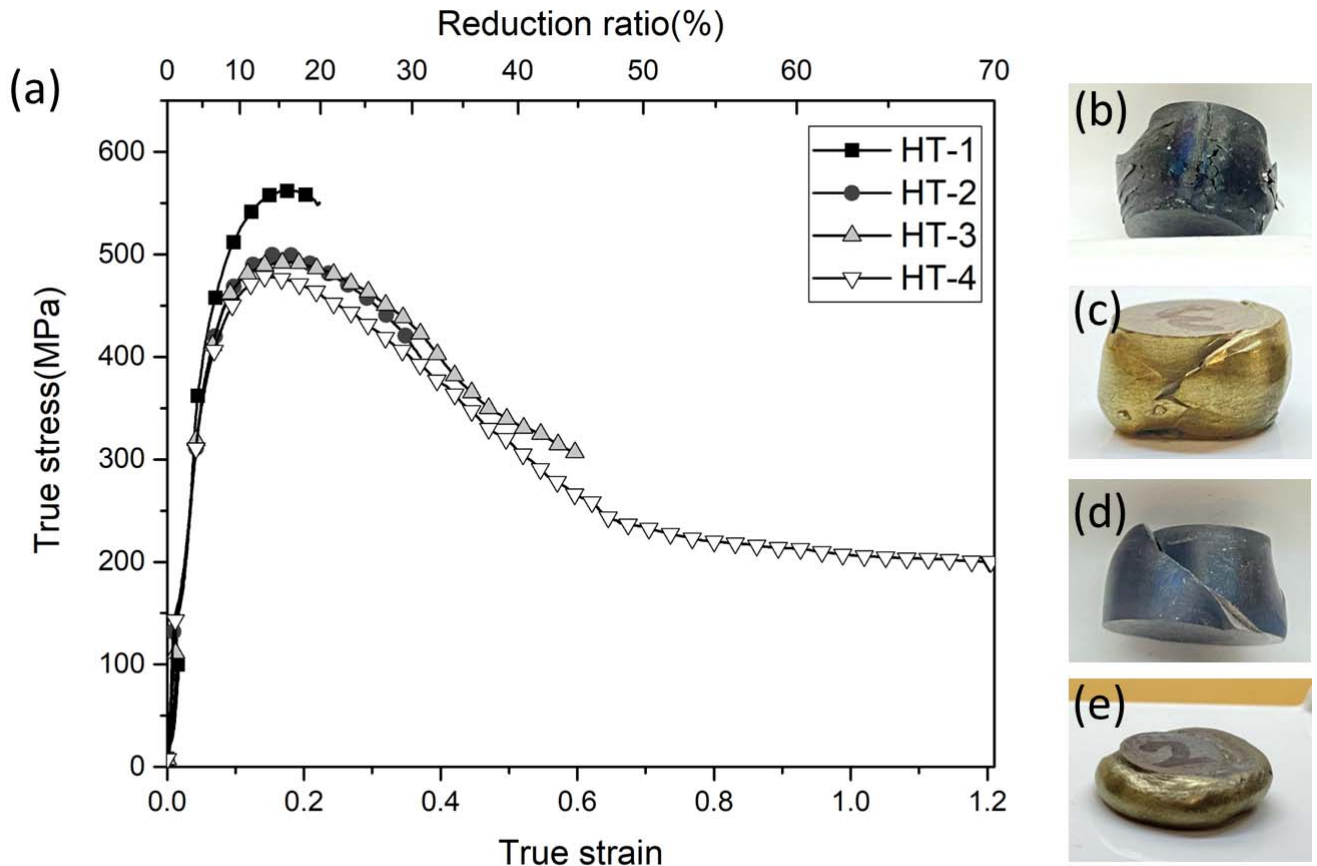 Reduction ratio(%)
0 10 20 30 40 50 60 70
(a)
600
500
400
300
200
100
0
True stress(MPa)
HT-1
HT-2
HT-3
HT-4
0.0 0.2 0.4 0.6 0.8 1.0 1.2
True strain
(b)
(c)
(d)
(e)